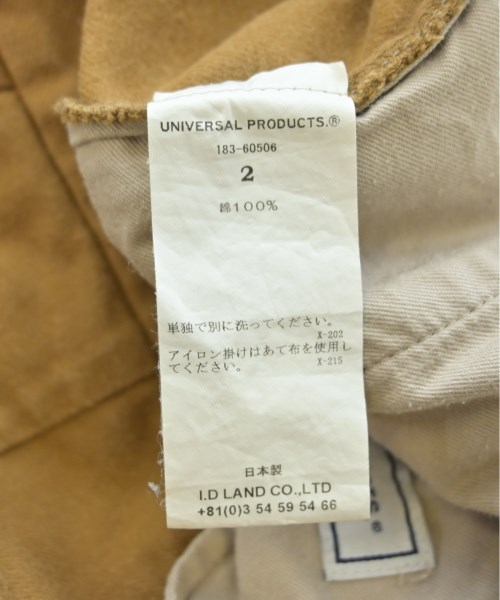 UNIVERSAL PRODUCTS.®
183-60506
2
綿100%
単独で別に洗ってください。
X-202
アイロン掛けはあて布を使用し
てください。
X-215
日本製
I.D LAND CO.,LTD
+81(0)3 54 59 54 66